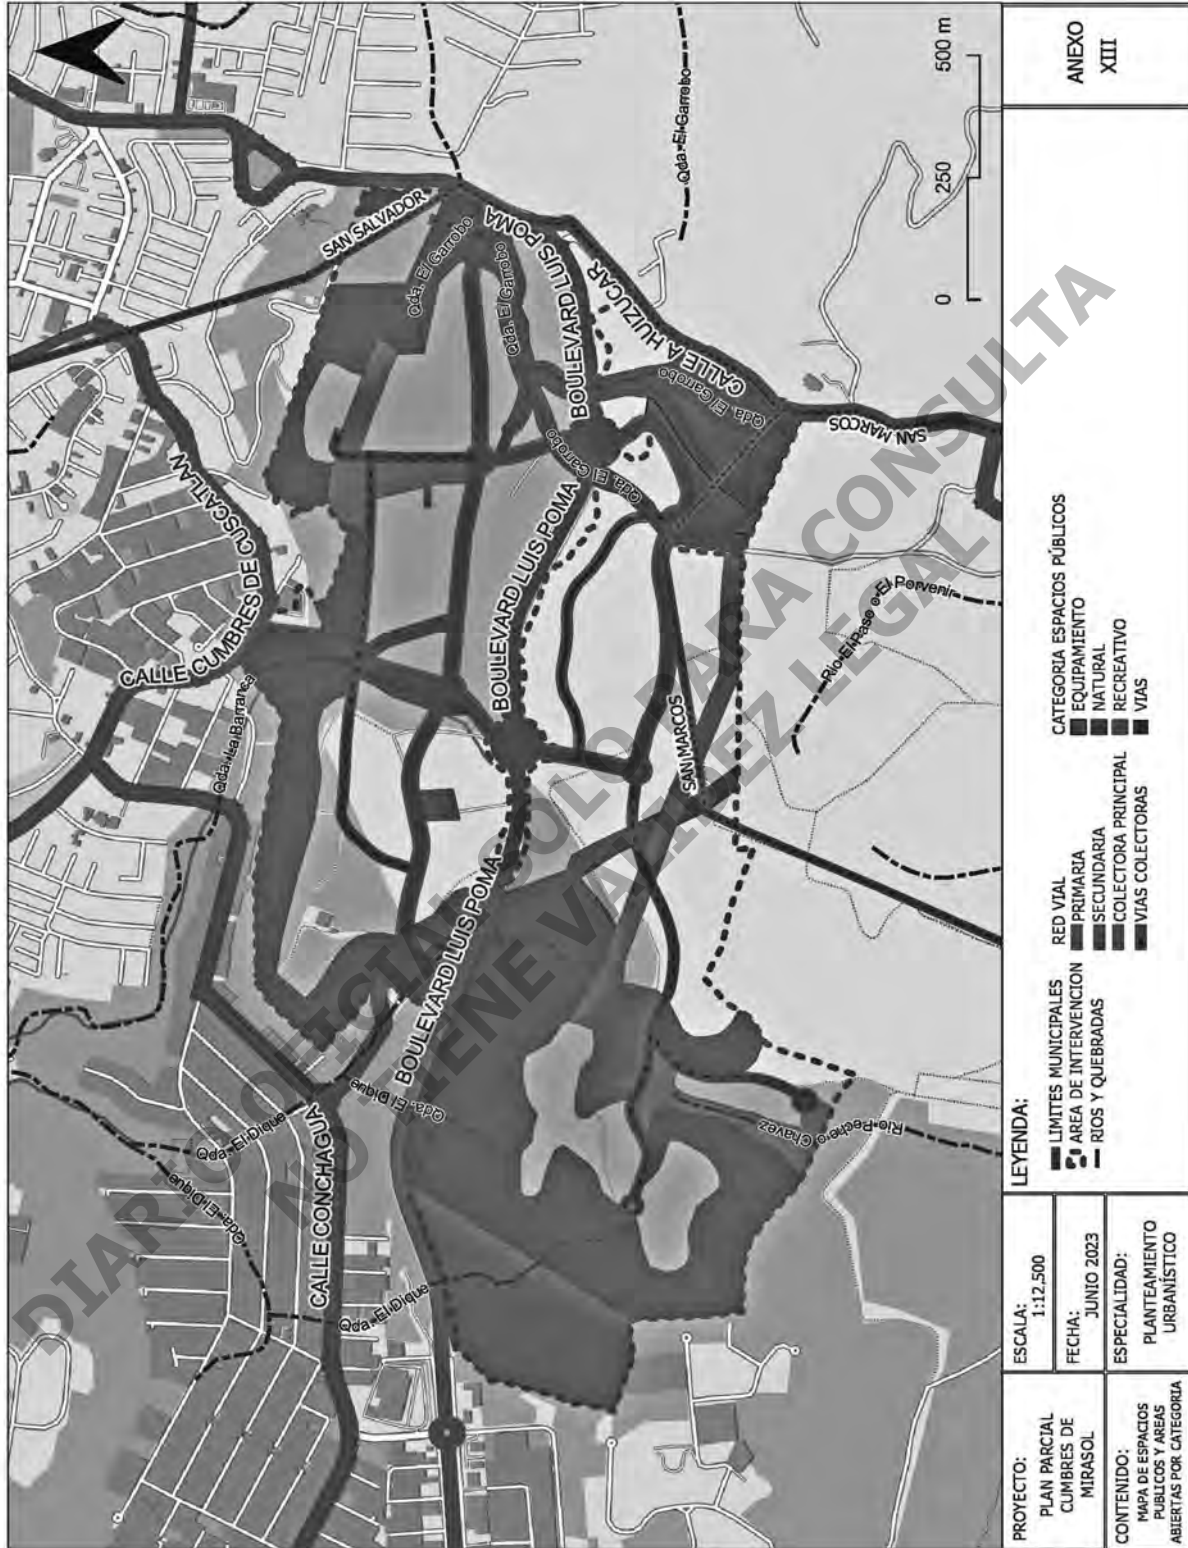 DIARIO OFICIAL SOLO PARA CONSULTA
NO TIENE VALIDEZ LEGAL
CALLE CONCHAGUA
CALLE CUMBRES DE CUSCATLAN
SAN SALVADOR
Qda. El Dique
Qda. El Dique
Qda. El Dique
Qda. El Dique
Qda. La Barranca
Qda. El Garrobo
Qda. El Garrobo
Qda. El Garrobo
Qda. El Garrobo
Qda. El Garrobo
BOULEVARD LUIS POMA
BOULEVARD LUIS POMA
BOULEVARD LUIS POMA
BOULEVARD LUIS POMA
CALLE A HUIZUCAR
SAN MARCOS
SAN MARCOS
SAN MARCOS
Rio El Paso o El Porvenir
0 250 500 m
PROYECTO:
PLAN PARCIAL
CUMBRES DE
MIRASOL
CONTENIDO:
MAPA DE ESPACIOS
PUBLICOS Y AREAS
ABIERTAS POR CATEGORIA
ESCALA:
1:12,500
FECHA:
JUNIO 2023
ESPECIALIDAD:
PLANTEAMIENTO
URBANÍSTICO
LEYENDA:
LIMITES MUNICIPALES
AREA DE INTERVENCION
RIOS Y QUEBRADAS
RED VIAL
PRIMARIA
SECUNDARIA
COLECTORA PRINCIPAL
VIAS COLECTORAS
CATEGORIA ESPACIOS PÚBLICOS
EQUIPAMIENTO
NATURAL
RECREATIVO
VIAS
ANEXO
XIII